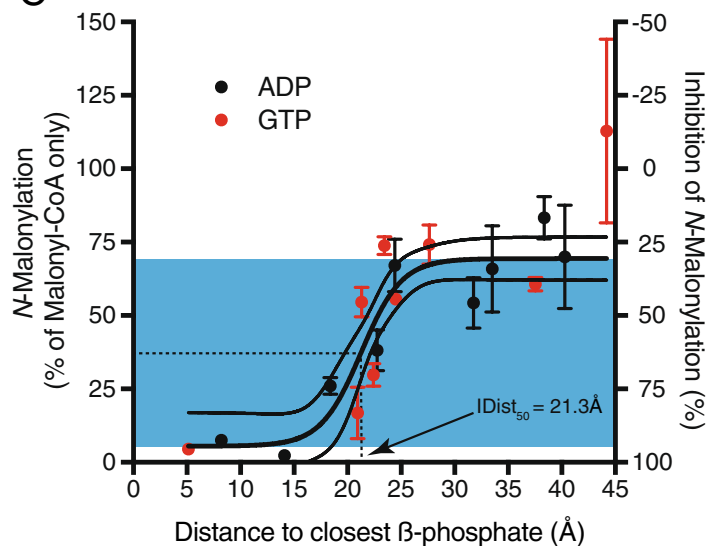 150
125
100
75
50
25
0
N-Malonylation
(% of Malonyl-CoA only)
ADP
GTP
IDist50 = 21.3Å
-50
-25
0
25
50
75
100
Inhibition of N-Malonylation (%)
0 5 10 15 20 25 30 35 40 45
Distance to closest ß-phosphate (Å)